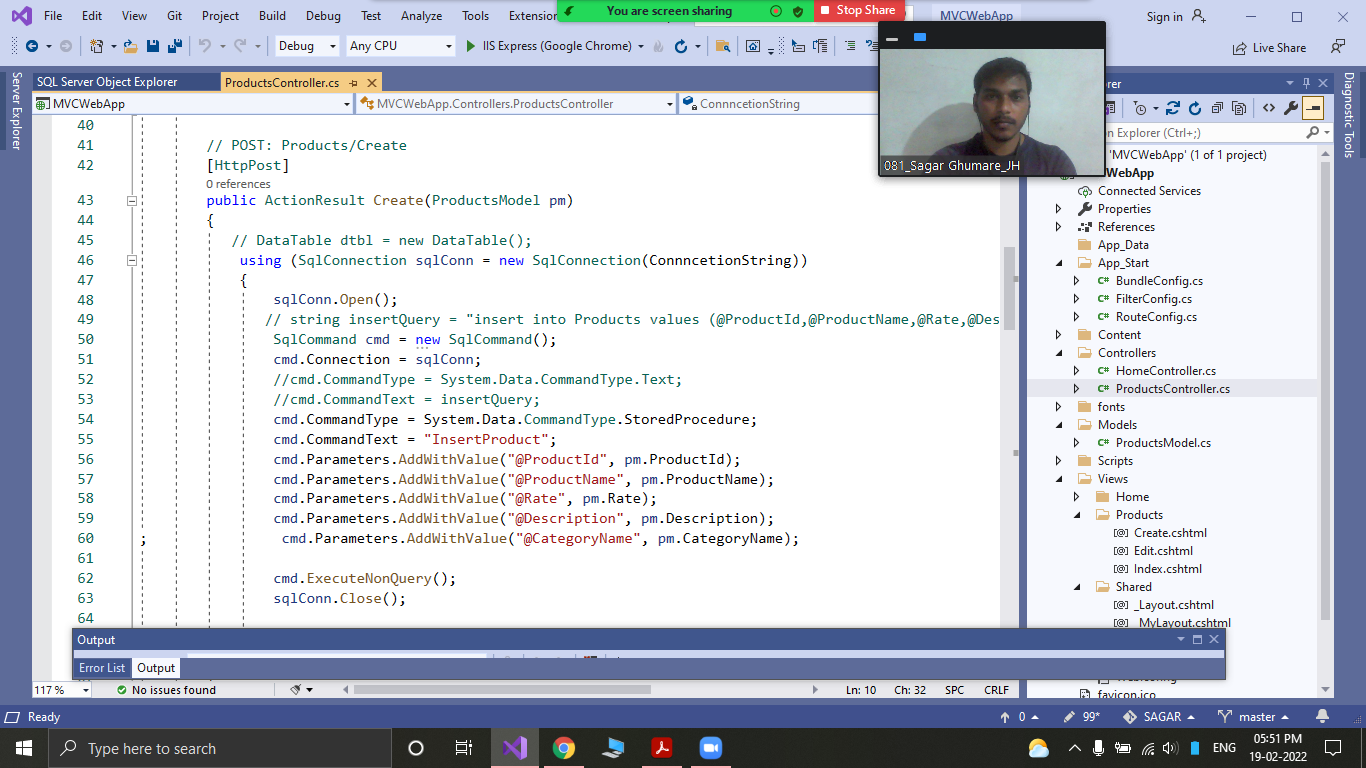 File Edit View Git Project Build Debug Test Analyze Tools Extension
You are screen sharing
Stop Share
MVCWebApp
Sign in
Debug
Any CPU
IIS Express (Google Chrome)
Live Share
Server Explorer
SQL Server Object Explorer
ProductsController.cs
MVCWebApp
MVCWebApp.Controllers.ProductsController
ConnncetionString
40
41 // POST: Products/Create
42 [HttpPost]
0 references
43 public ActionResult Create(ProductsModel pm)
44 {
45 // DataTable dtbl = new DataTable();
46 using (SqlConnection sqlConn = new SqlConnection(ConnncetionString))
47 {
48 sqlConn.Open();
49 // string insertQuery = "insert into Products values (@ProductId,@ProductName,@Rate,@Des
50 SqlCommand cmd = new SqlCommand();
51 cmd.Connection = sqlConn;
52 //cmd.CommandType = System.Data.CommandType.Text;
53 //cmd.CommandText = insertQuery;
54 cmd.CommandType = System.Data.CommandType.StoredProcedure;
55 cmd.CommandText = "InsertProduct";
56 cmd.Parameters.AddWithValue("@ProductId", pm.ProductId);
57 cmd.Parameters.AddWithValue("@ProductName", pm.ProductName);
58 cmd.Parameters.AddWithValue("@Rate", pm.Rate);
59 cmd.Parameters.AddWithValue("@Description", pm.Description);
60 ; cmd.Parameters.AddWithValue("@CategoryName", pm.CategoryName);
61
62 cmd.ExecuteNonQuery();
63 sqlConn.Close();
64
081_Sagar Ghumare_JH
orer
Explorer (Ctrl+;)
'MVCWebApp' (1 of 1 project)
WebApp
Connected Services
Properties
References
App_Data
App_Start
C# BundleConfig.cs
C# FilterConfig.cs
C# RouteConfig.cs
Content
Controllers
C# HomeController.cs
C# ProductsController.cs
fonts
Models
C# ProductsModel.cs
Scripts
Views
Home
Products
[@] Create.cshtml
[@] Edit.cshtml
[@] Index.cshtml
Shared
[@] _Layout.cshtml
[@] _MyLayout.cshtml
favicon.ico
Diagnostic Tools
Output
Error List Output
117 %
No issues found
Ln: 10 Ch: 32 SPC CRLF
Ready
0
99*
SAGAR
master
Type here to search
ENG
05:51 PM
19-02-2022